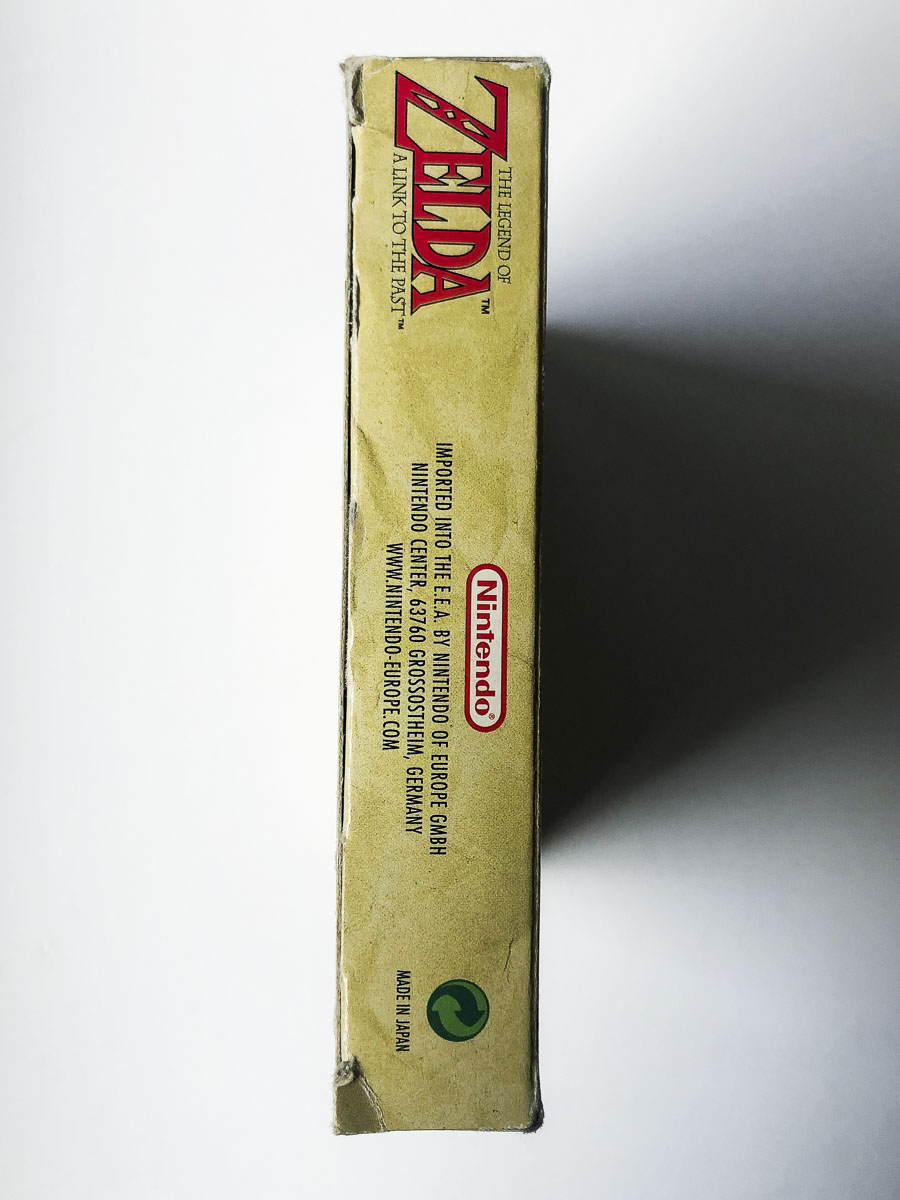 THE LEGEND OF
ZELDA™
A LINK TO THE PAST™
Nintendo®
IMPORTED INTO THE E.E.A. BY NINTENDO OF EUROPE GMBH
NINTENDO CENTER, 63760 GROSSOSTHEIM, GERMANY
WWW.NINTENDO-EUROPE.COM
MADE IN JAPAN